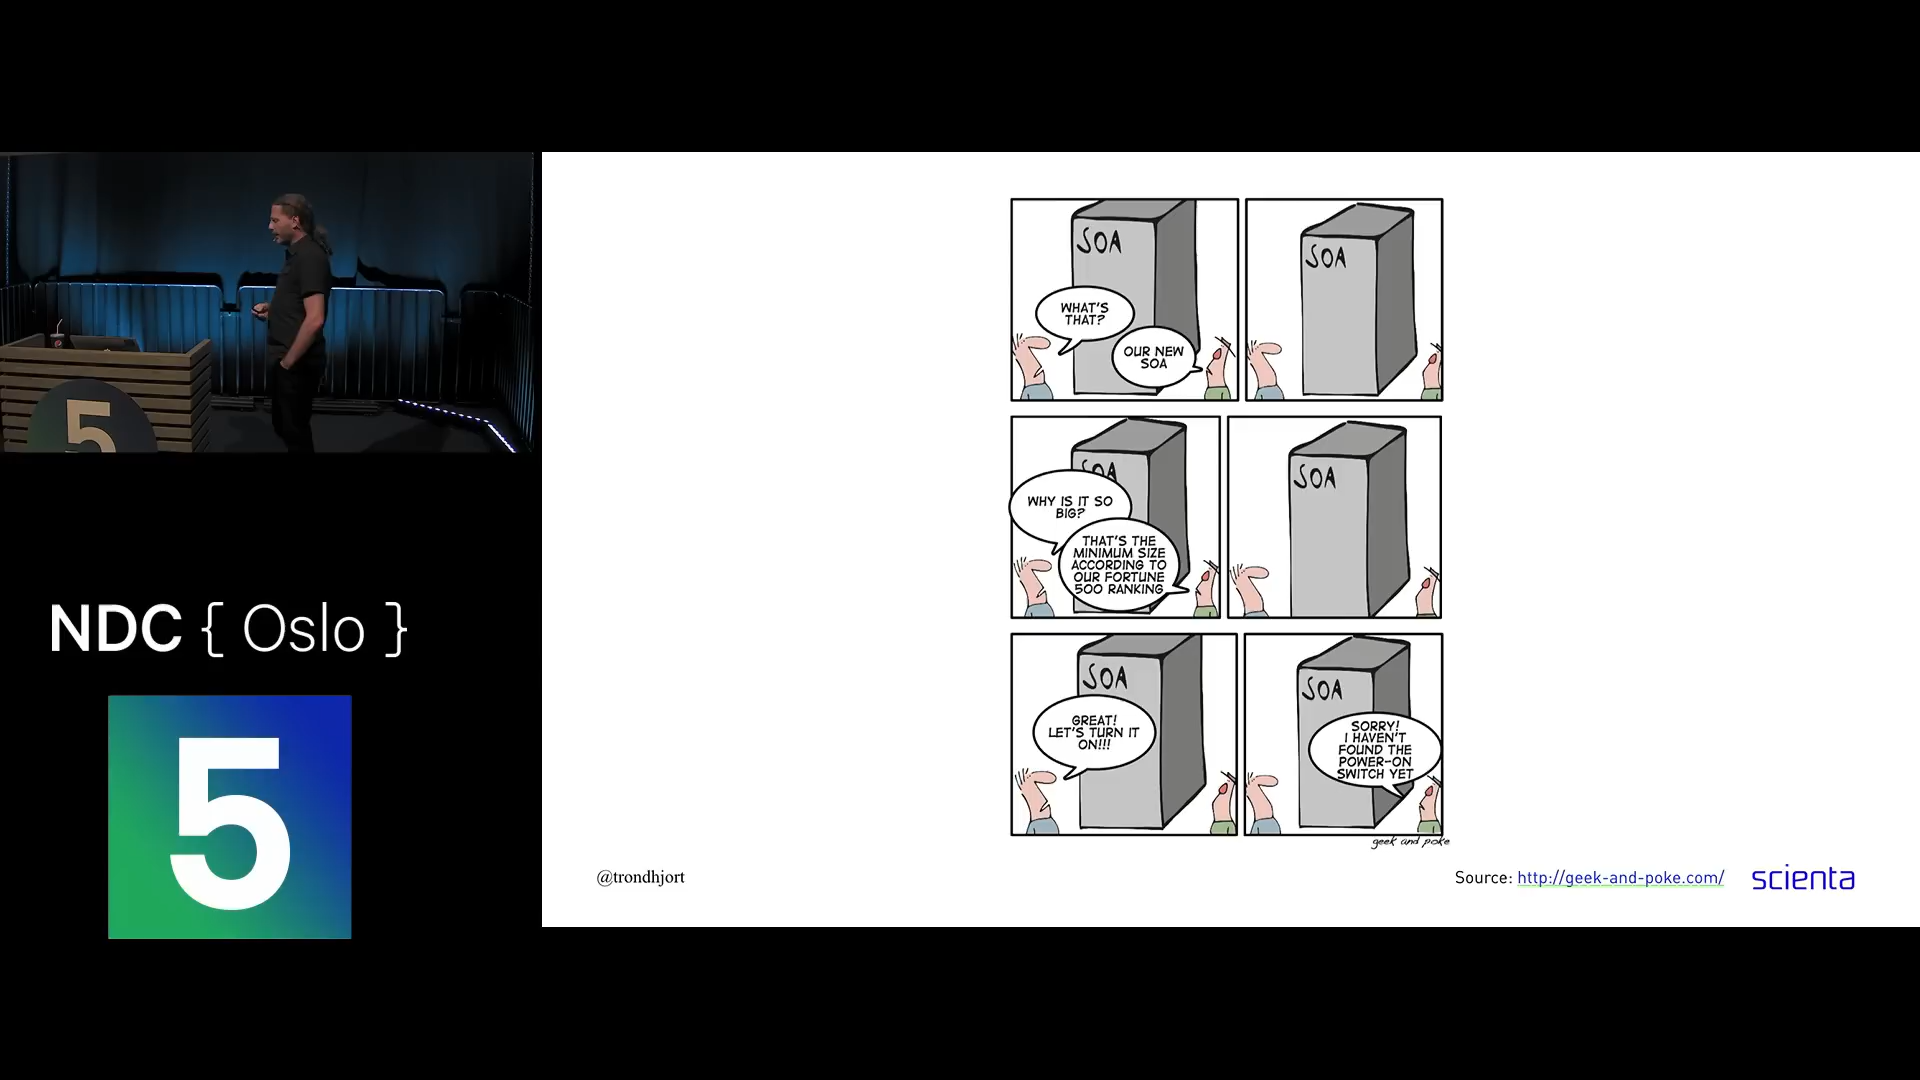 5
NDC { Oslo }
5
SOA
WHAT'S
THAT?
OUR NEW
SOA
SOA
SOA
WHY IS IT SO
BIG?
THAT'S THE
MINIMUM SIZE
ACCORDING TO
OUR FORTUNE
500 RANKING
SOA
SOA
GREAT!
LET'S TURN IT
ON!!!
SOA
SORRY!
I HAVEN'T
FOUND THE
POWER-ON
SWITCH YET
geek and poke
@trondhjort
Source: http://geek-and-poke.com/
scienta